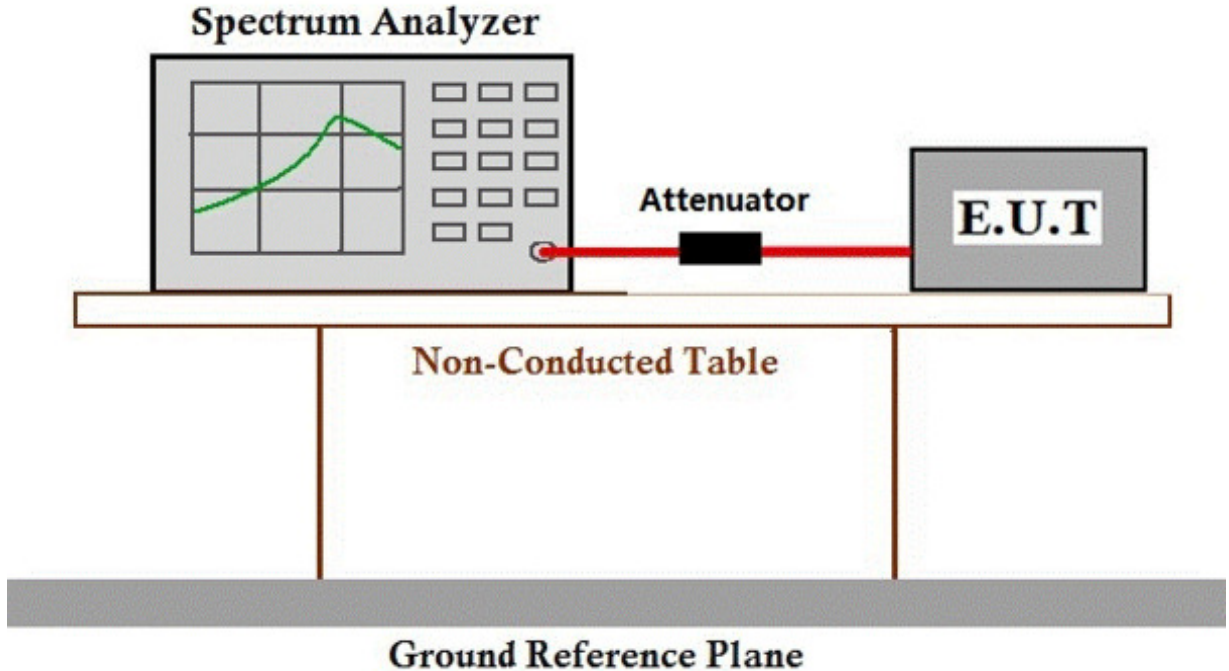 Spectrum Analyzer
Attenuator
E.U.T
Non-Conducted Table
Ground Reference Plane